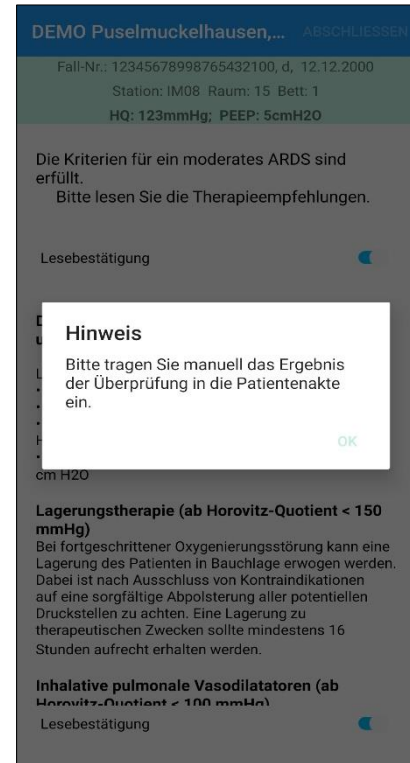 DEMO Puselmuckelhausen,... ABSCHLIESSEN
Fall-Nr.: 12345678998765432100, d, 12.12.2000
Station: IM08 Raum: 15 Bett: 1
HQ: 123mmHg; PEEP: 5cmH2O
Die Kriterien für ein moderates ARDS sind
erfüllt.
Bitte lesen Sie die Therapieempfehlungen.
Lesebestätigung
Hinweis
Bitte tragen Sie manuell das Ergebnis
der Überprüfung in die Patientenakte
ein.
OK
cm H2O
Lagerungstherapie (ab Horovitz-Quotient < 150
mmHg)
Bei fortgeschrittener Oxygenierungsstörung kann eine
Lagerung des Patienten in Bauchlage erwogen werden.
Dabei ist nach Ausschluss von Kontraindikationen
auf eine sorgfältige Abpolsterung aller potentiellen
Druckstellen zu achten. Eine Lagerung zu
therapeutischen Zwecken sollte mindestens 16
Stunden aufrecht erhalten werden.
Inhalative pulmonale Vasodilatatoren (ab
Horovitz-Quotient < 100 mmHg)
Lesebestätigung